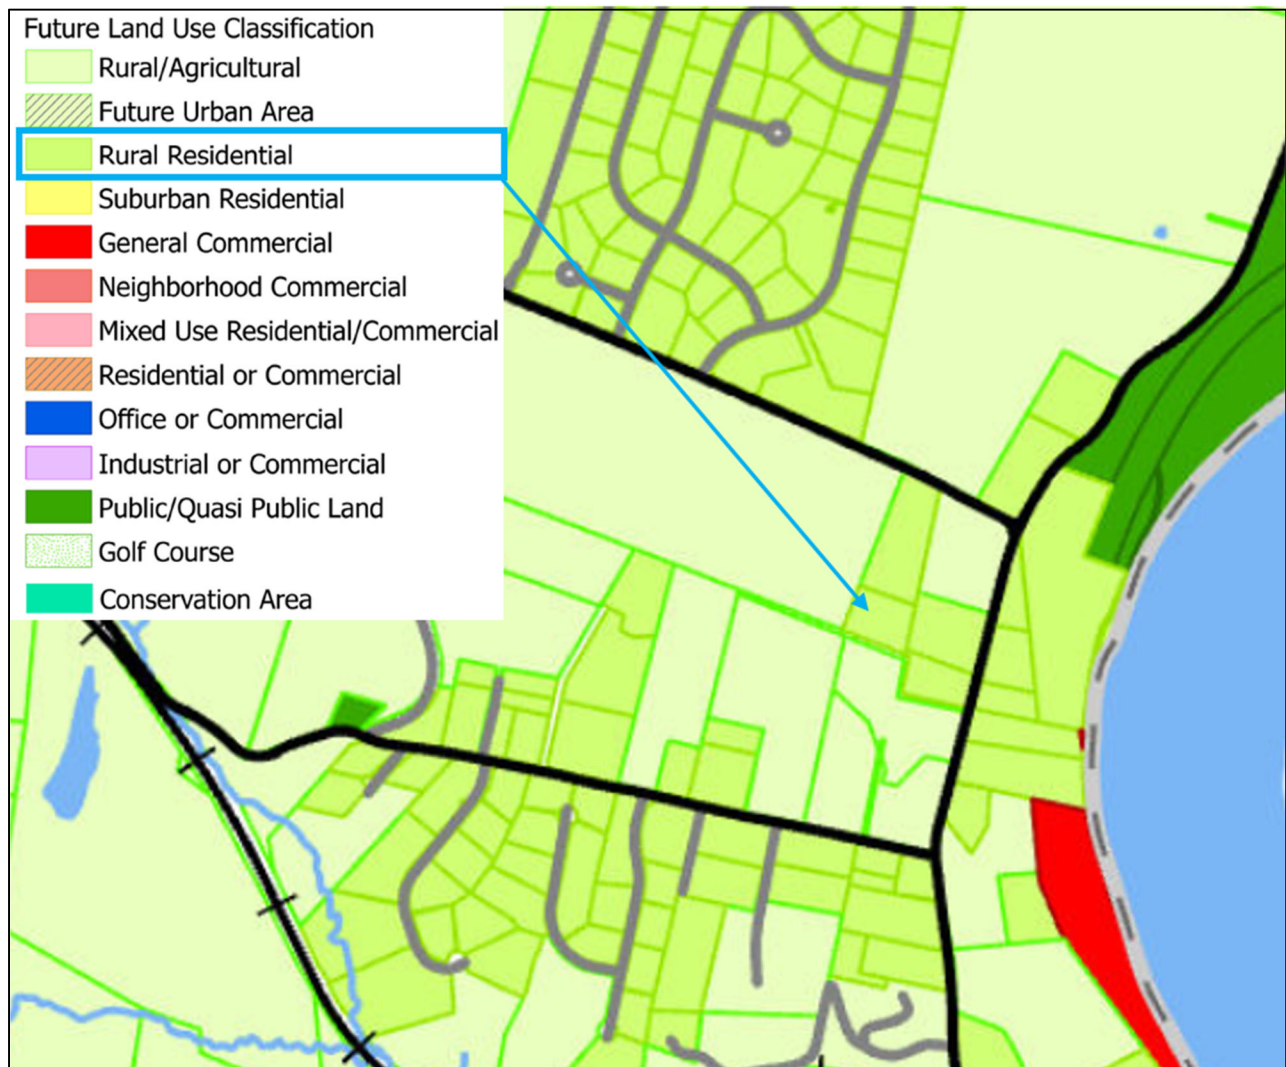 Future Land Use Classification
Rural/Agricultural
Future Urban Area
Rural Residential
Suburban Residential
General Commercial
Neighborhood Commercial
Mixed Use Residential/Commercial
Residential or Commercial
Office or Commercial
Industrial or Commercial
Public/Quasi Public Land
Golf Course
Conservation Area